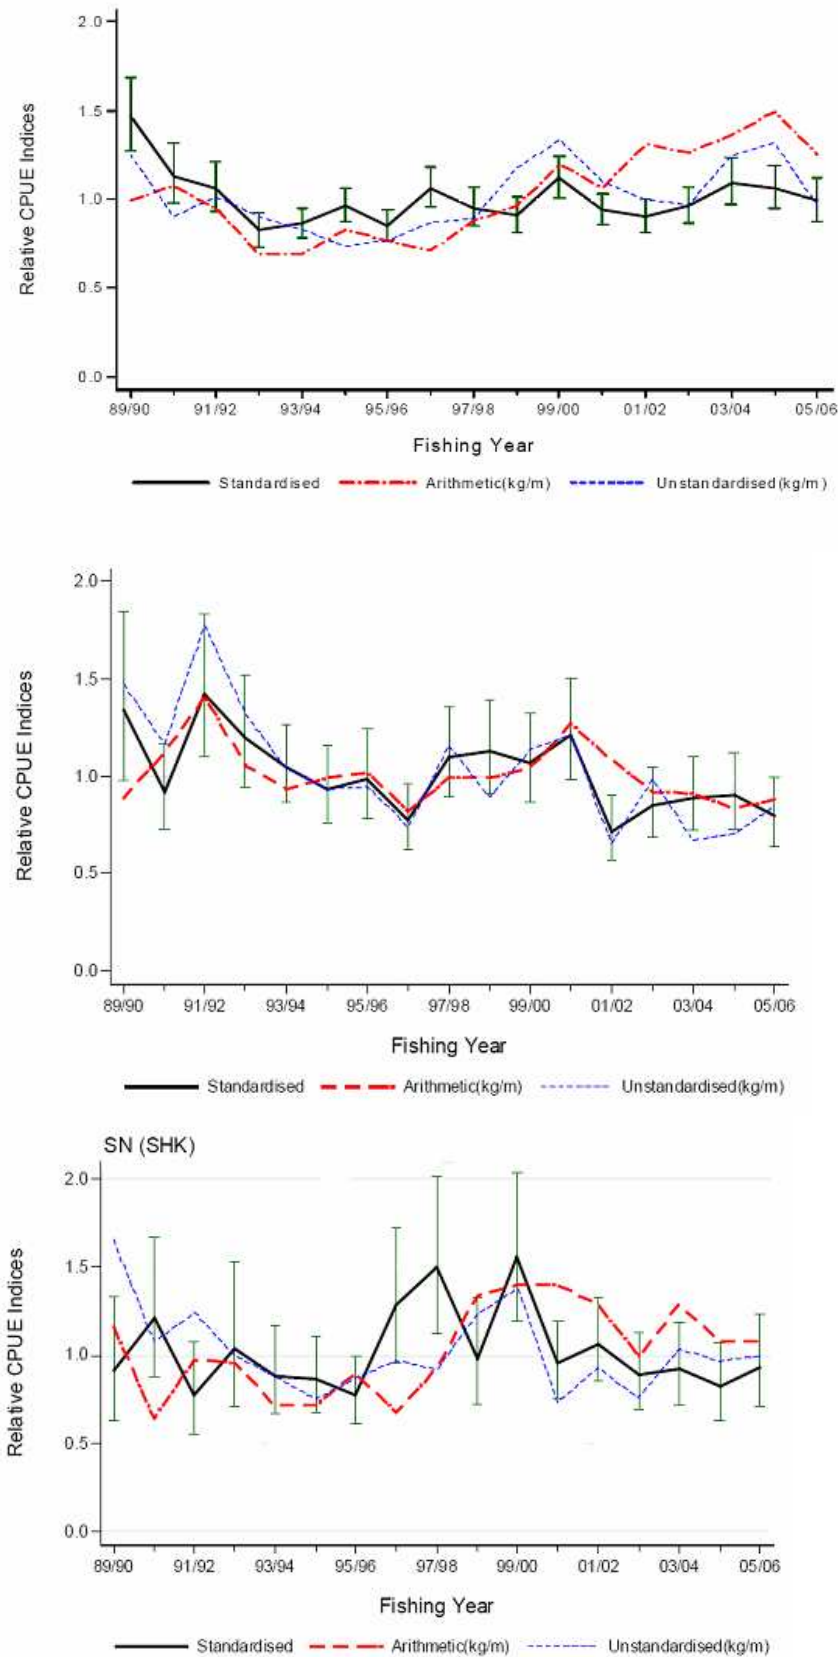 2.0
1.5
1.0
0.5
0.0
Relative CPUE Indices
89/90 91/92 93/94 95/96 97/98 99/00 01/02 03/04 05/06
Fishing Year
Standardised Arithmetic(kg/m) Unstandardised(kg/m)
2.0
1.5
1.0
0.5
0.0
Relative CPUE Indices
89/90 91/92 93/94 95/96 97/98 99/00 01/02 03/04 05/06
Fishing Year
Standardised Arithmetic(kg/m) Unstandardised(kg/m)
SN (SHK)
2.0
1.5
1.0
0.5
0.0
Relative CPUE Indices
89/90 91/92 93/94 95/96 97/98 99/00 01/02 03/04 05/06
Fishing Year
Standardised Arithmetic(kg/m) Unstandardised(kg/m)